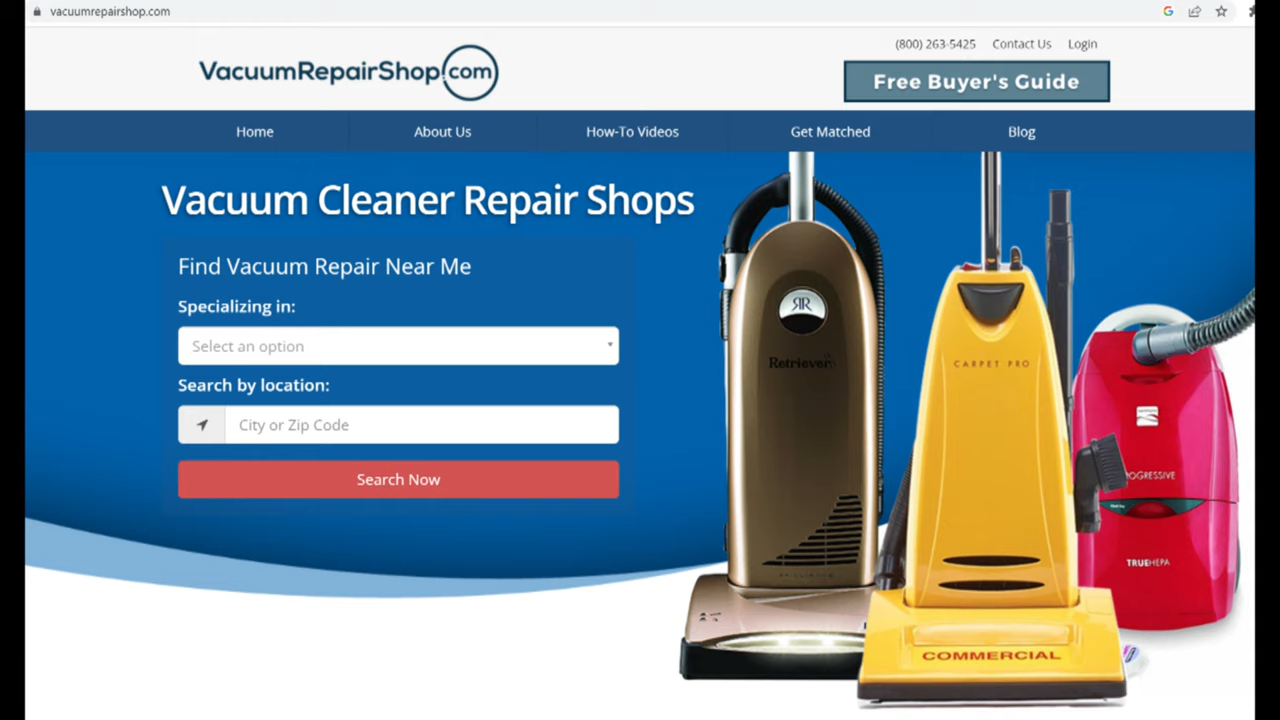 vacuumrepairshop.com
(800) 263-5425 Contact Us Login
VacuumRepairShop.com
Free Buyer's Guide
Home About Us How-To Videos Get Matched Blog
Vacuum Cleaner Repair Shops
Find Vacuum Repair Near Me
Specializing in:
Select an option
Search by location:
City or Zip Code
Search Now
RR
Retriever
CARPET PRO
COMMERCIAL
OGRESSIVE
TRUEHEPA